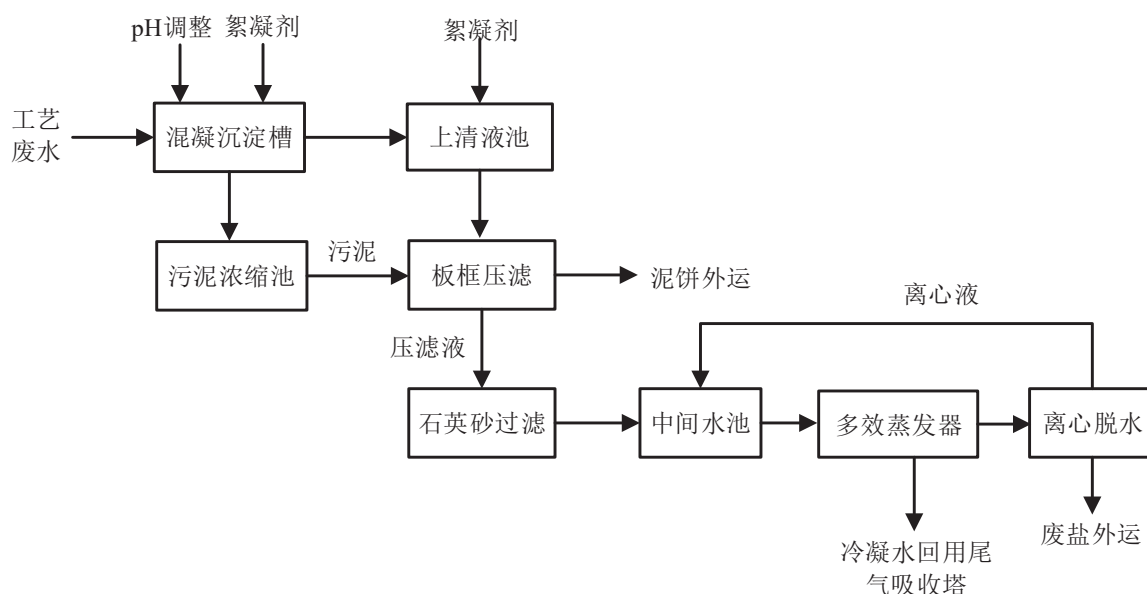 pH调整
絮凝剂
絮凝剂
工艺
废水
混凝沉淀槽
上清液池
污泥浓缩池
污泥
板框压滤
泥饼外运
离心液
压滤液
石英砂过滤
中间水池
多效蒸发器
离心脱水
冷凝水回用尾
气吸收塔
废盐外运